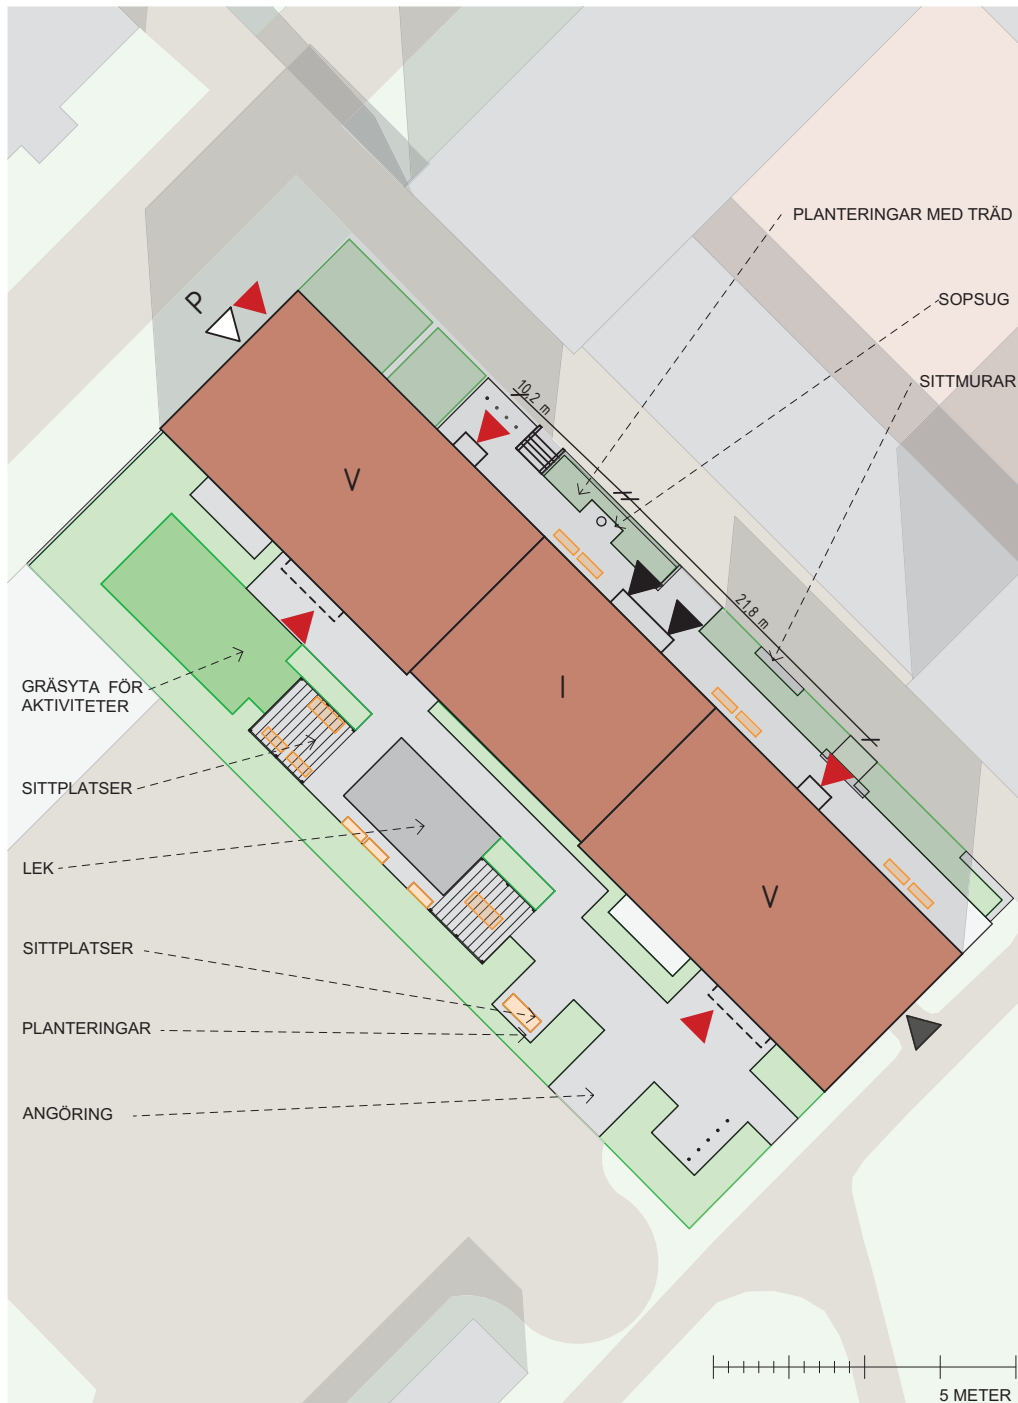 PLANTERINGAR MED TRÄD
P
SOPSUG
SITTMURAR
10,2 m
V
21,8 m
GRÄSYTA FÖR
AKTIVITETER
I
SITTPLATSER
LEK
V
SITTPLATSER
PLANTERINGAR
ANGÖRING
5 METER